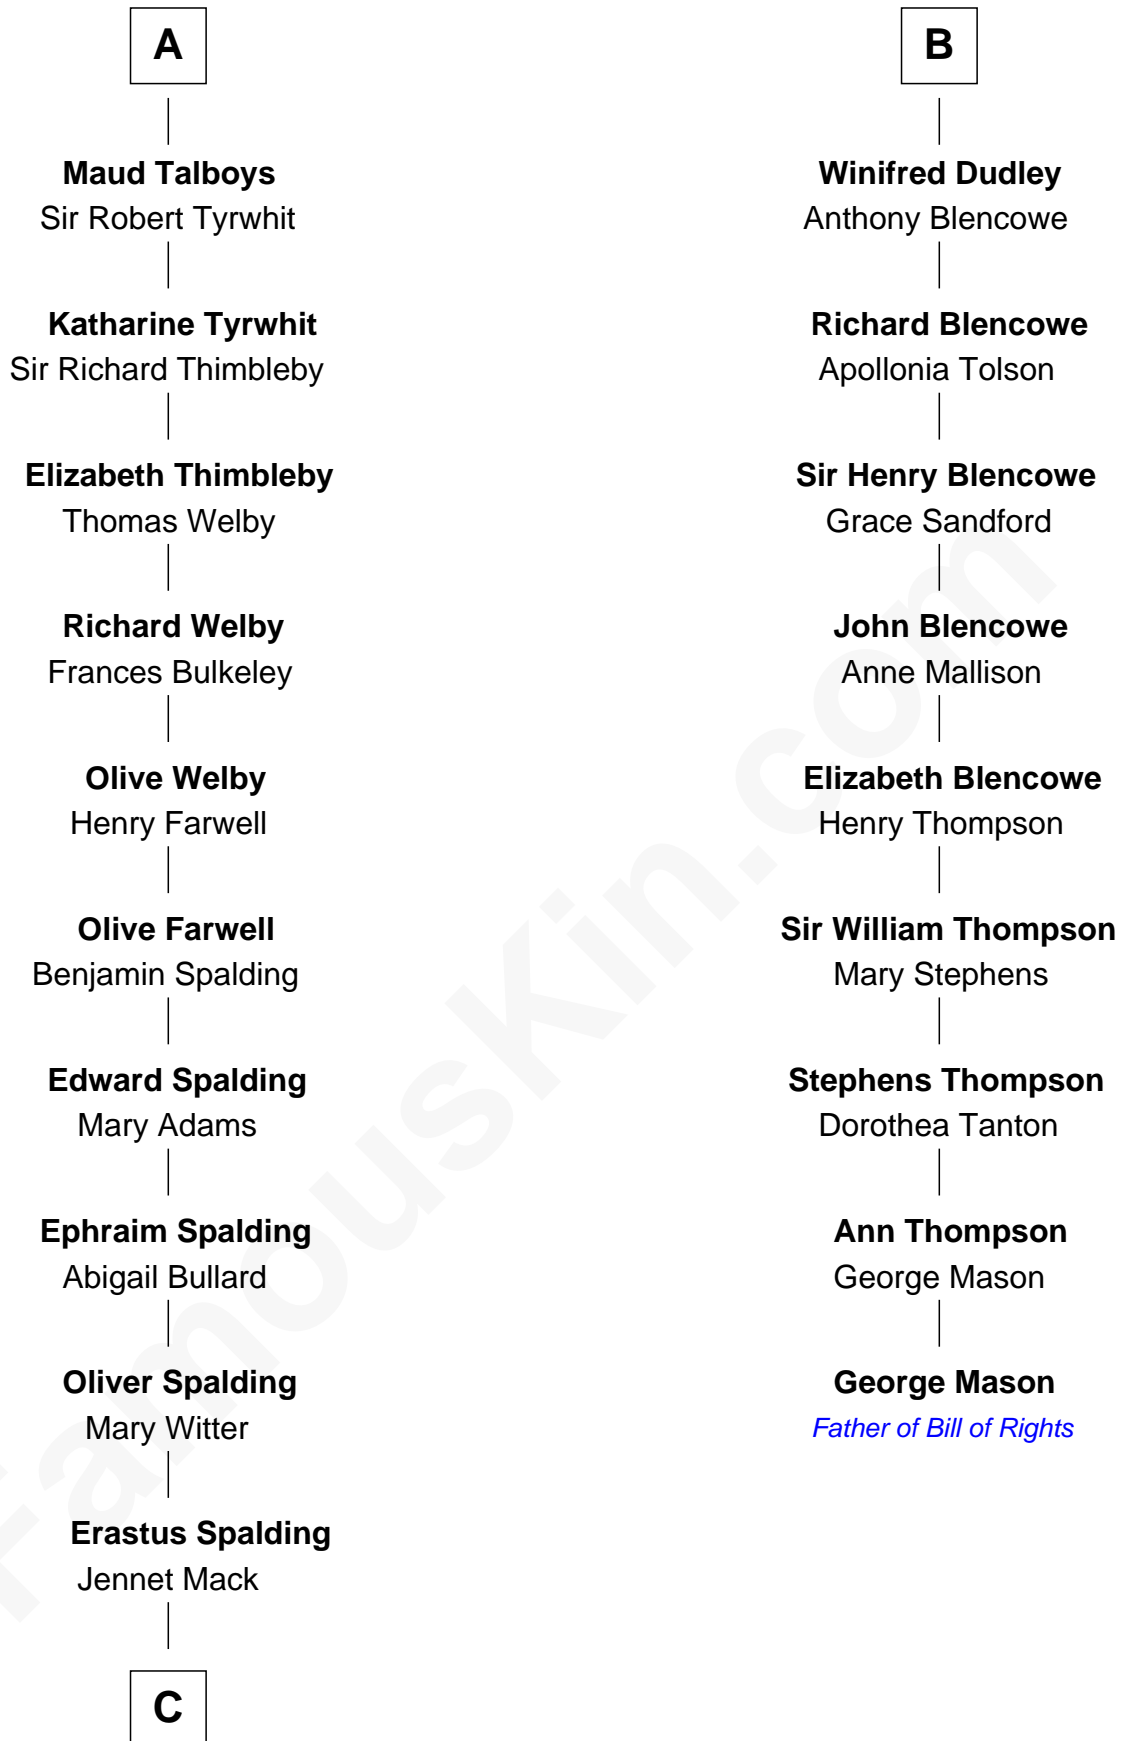 A
Maud Talboys
Sir Robert Tyrwhit
Katharine Tyrwhit
Sir Richard Thimbleby
Elizabeth Thimbleby
Thomas Welby
Richard Welby
Frances Bulkeley
Olive Welby
Henry Farwell
Olive Farwell
Benjamin Spalding
Edward Spalding
Mary Adams
Ephraim Spalding
Abigail Bullard
Oliver Spalding
Mary Witter
Erastus Spalding
Jennet Mack
C
B
Winifred Dudley
Anthony Blencowe
Richard Blencowe
Apollonia Tolson
Sir Henry Blencowe
Grace Sandford
John Blencowe
Anne Mallison
Elizabeth Blencowe
Henry Thompson
Sir William Thompson
Mary Stephens
Stephens Thompson
Dorothea Tanton
Ann Thompson
George Mason
George Mason
Father of Bill of Rights
FamousKin.com